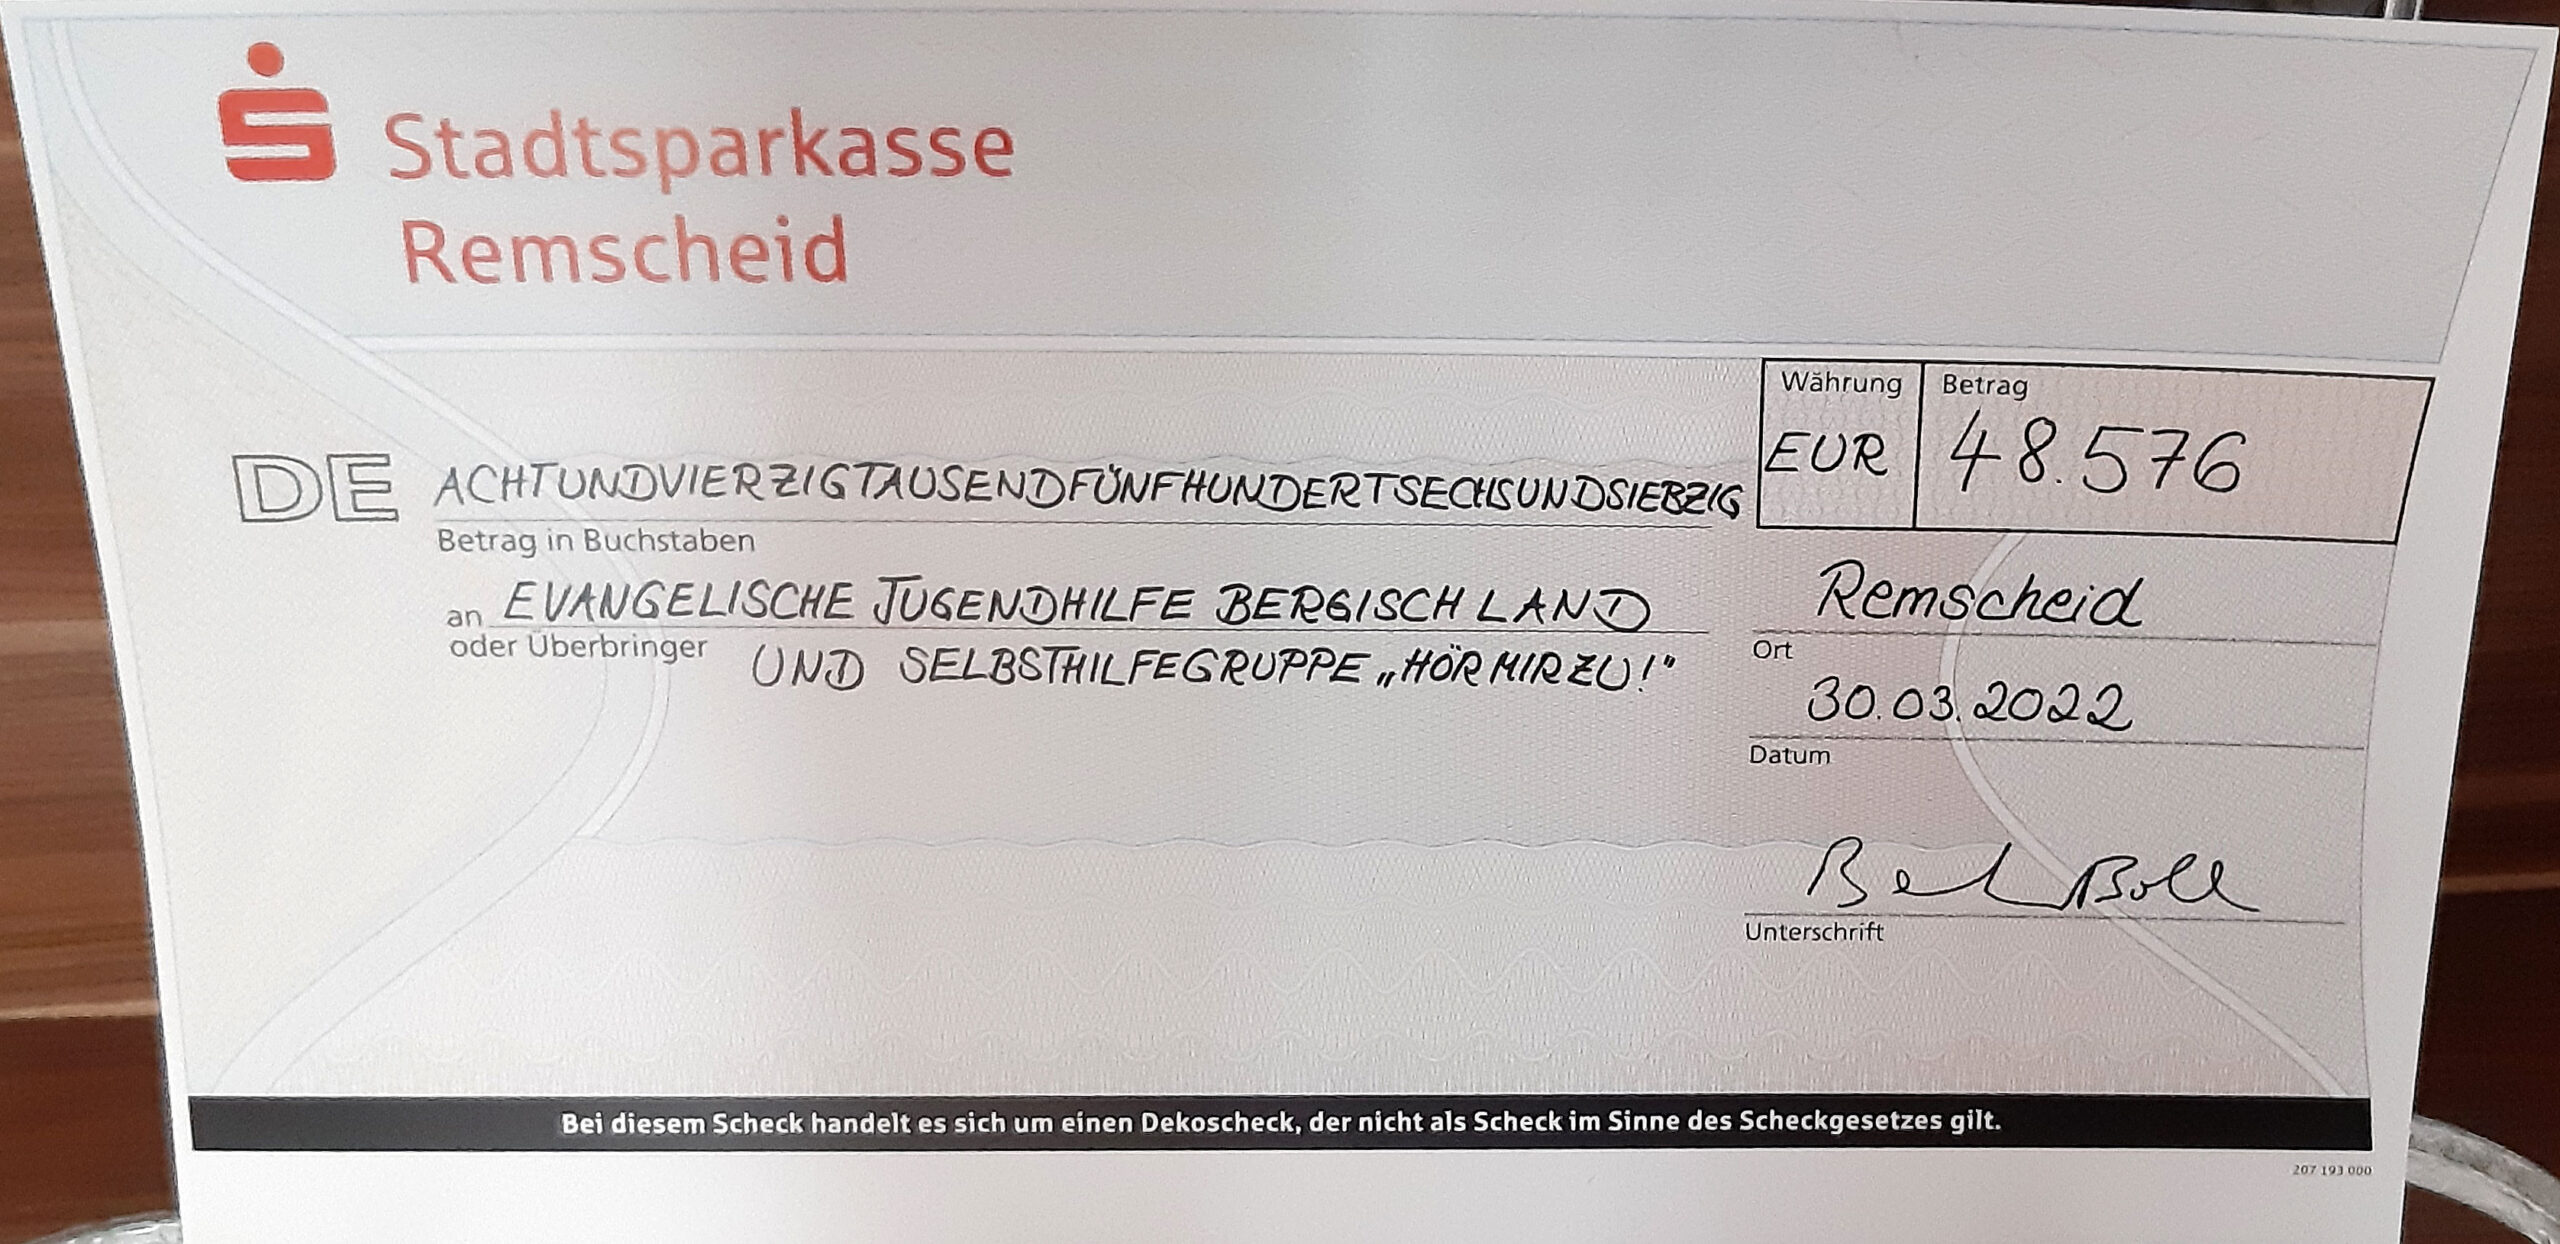 Stadtsparkasse
Remscheid
Währung Betrag
EUR 48.576
DE ACHTUNDVIERZIGTAUSENDFÜNFHUNDERTSECHSUNDSIEBZIG
Betrag in Buchstaben
an EVANGELISCHE JUGENDHILFE BERGISCH LAND
oder Überbringer UND SELBSTHILFEGRUPPE „HÖR MIR ZU!"
Remscheid
Ort
30.03.2022
Datum
Unterschrift
Bei diesem Scheck handelt es sich um einen Dekoscheck, der nicht als Scheck im Sinne des Scheckgesetzes gilt.
207 193 000